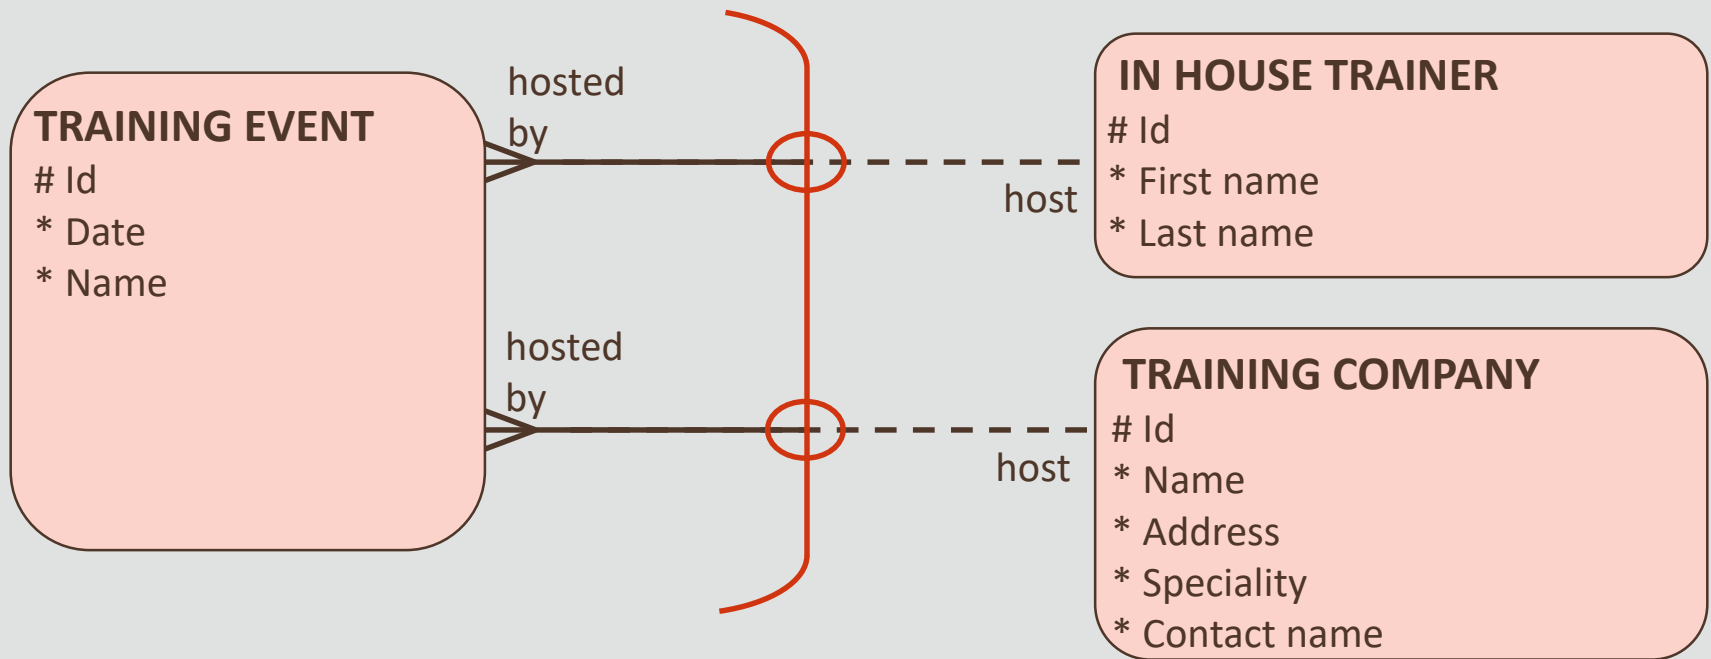 TRAINING EVENT
# Id
* Date
* Name
hosted
by
host
hosted
by
host
IN HOUSE TRAINER
# Id
* First name
* Last name
TRAINING COMPANY
# Id
* Name
* Address
* Speciality
* Contact name